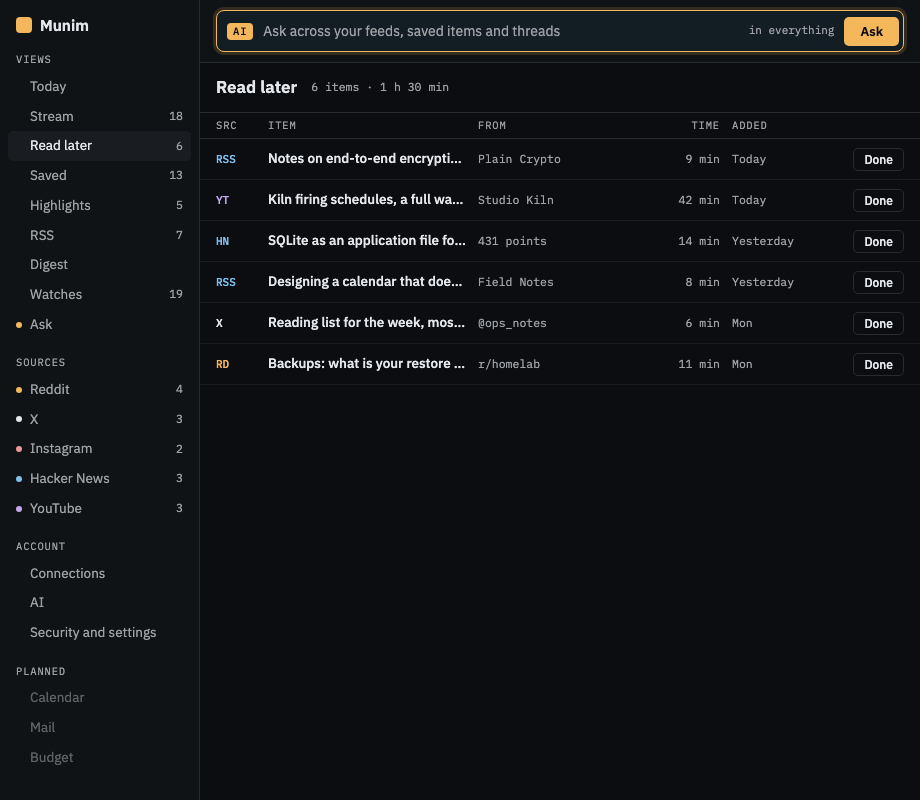 Munim
VIEWS
Today
Stream 18
Read later 6
Saved 13
Highlights 5
RSS 7
Digest
Watches 19
Ask
SOURCES
Reddit 4
X 3
Instagram 2
Hacker News 3
YouTube 3
ACCOUNT
Connections
AI
Security and settings
PLANNED
Calendar
Mail
Budget
AI Ask across your feeds, saved items and threads in everything Ask
Read later 6 items · 1 h 30 min
SRC ITEM FROM TIME ADDED
RSS Notes on end-to-end encrypti... Plain Crypto 9 min Today Done
YT Kiln firing schedules, a full wa... Studio Kiln 42 min Today Done
HN SQLite as an application file fo... 431 points 14 min Yesterday Done
RSS Designing a calendar that doe... Field Notes 8 min Yesterday Done
X Reading list for the week, mos... @ops_notes 6 min Mon Done
RD Backups: what is your restore ... r/homelab 11 min Mon Done